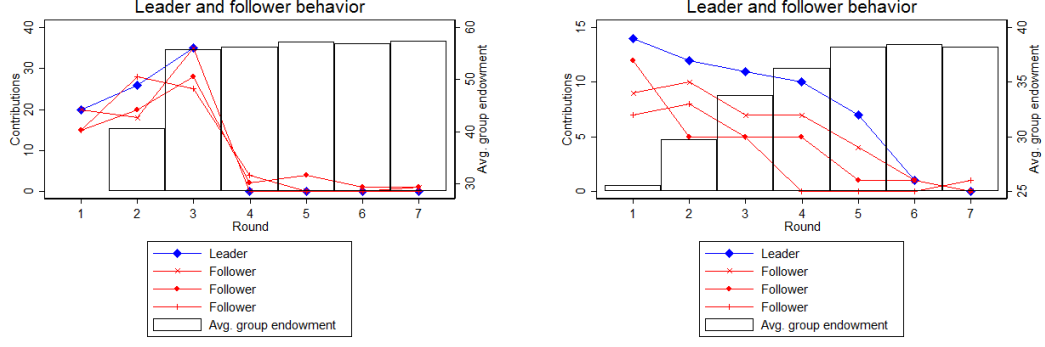 Leader and follower behavior
Contributions
0 10 20 30 40
30 40 50 60
Avg. group endowment
1 2 3 4 5 6 7
Round
Leader
Follower
Follower
Follower
Avg. group endowment
Leader and follower behavior
Contributions
0 5 10 15
25 30 35 40
Avg. group endowment
1 2 3 4 5 6 7
Round
Leader
Follower
Follower
Follower
Avg. group endowment